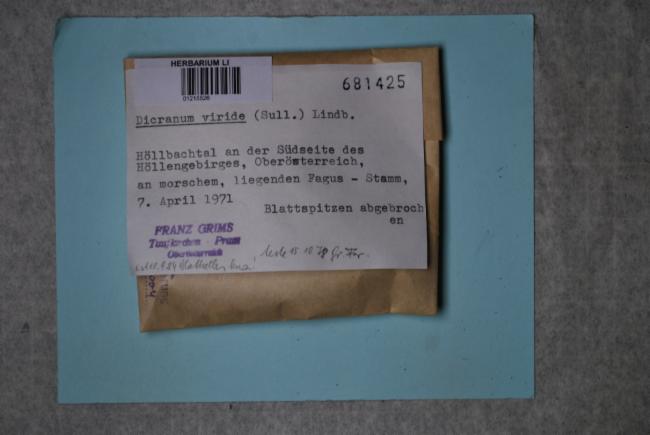 HERBARIUM LI
01215526
681425
Dicranum viride (Sull.) Lindb.
Höllbachtal an der Südseite des
Höllengebirges, Oberösterreich,
an morschem, liegenden Fagus - Stamm,
7. April 1971
Blattspitzen abgebroch
en
FRANZ GRIMS
Taufkirchen Pram
Oberösterreich